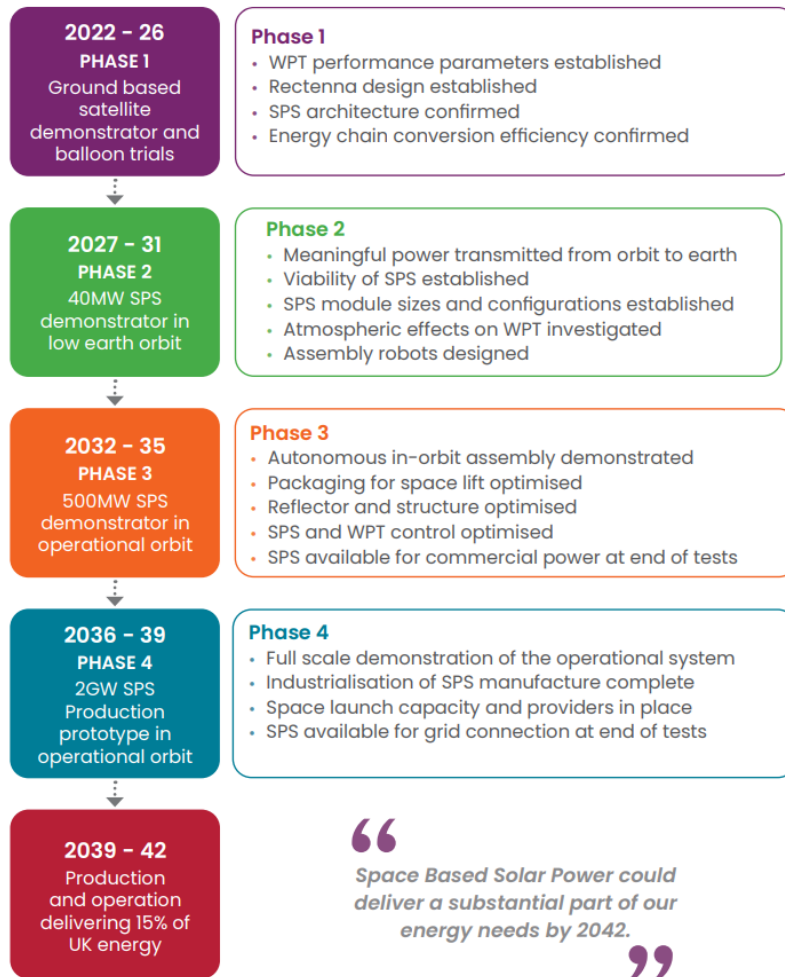 2022 - 26
PHASE 1
Ground based
satellite
demonstrator and
balloon trials
Phase 1
• WPT performance parameters established
• Rectenna design established
• SPS architecture confirmed
• Energy chain conversion efficiency confirmed
2027 - 31
PHASE 2
40MW SPS
demonstrator in
low earth orbit
Phase 2
• Meaningful power transmitted from orbit to earth
• Viability of SPS established
• SPS module sizes and configurations established
• Atmospheric effects on WPT investigated
• Assembly robots designed
2032 - 35
PHASE 3
500MW SPS
demonstrator in
operational orbit
Phase 3
• Autonomous in-orbit assembly demonstrated
• Packaging for space lift optimised
• Reflector and structure optimised
• SPS and WPT control optimised
• SPS available for commercial power at end of tests
2036 - 39
PHASE 4
2GW SPS
Production
prototype in
operational orbit
Phase 4
• Full scale demonstration of the operational system
• Industrialisation of SPS manufacture complete
• Space launch capacity and providers in place
• SPS available for grid connection at end of tests
2039 - 42
Production
and operation
delivering 15% of
UK energy
“
Space Based Solar Power could
deliver a substantial part of our
energy needs by 2042.
”